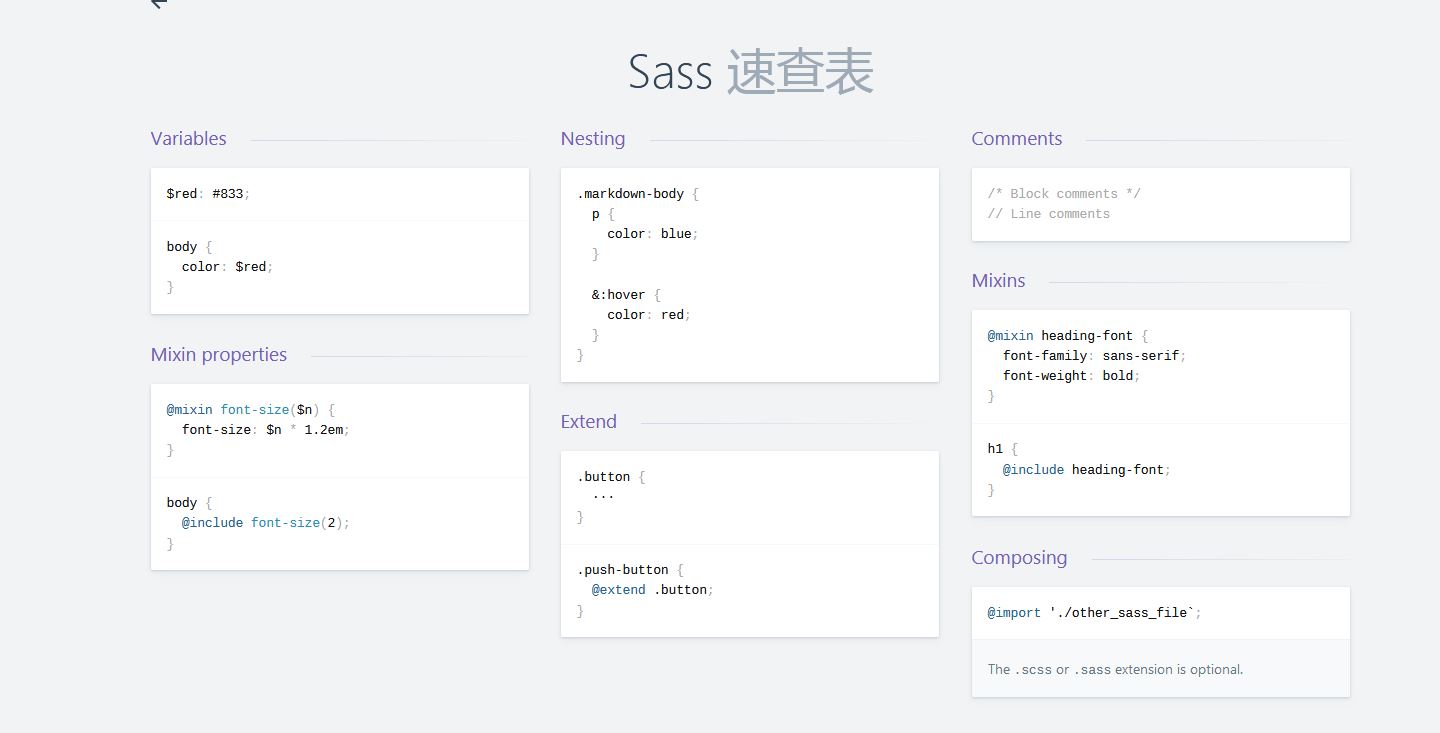 Sass 速查表
Variables
$red: #833;
body {
  color: $red;
}
Mixin properties
@mixin font-size($n) {
  font-size: $n * 1.2em;
}
body {
  @include font-size(2);
}
Nesting
.markdown-body {
  p {
    color: blue;
  }
  &:hover {
    color: red;
  }
}
Extend
.button {
  ···
}
.push-button {
  @extend .button;
}
Comments
/* Block comments */
// Line comments
Mixins
@mixin heading-font {
  font-family: sans-serif;
  font-weight: bold;
}
h1 {
  @include heading-font;
}
Composing
@import './other_sass_file`;
The .scss or .sass extension is optional.